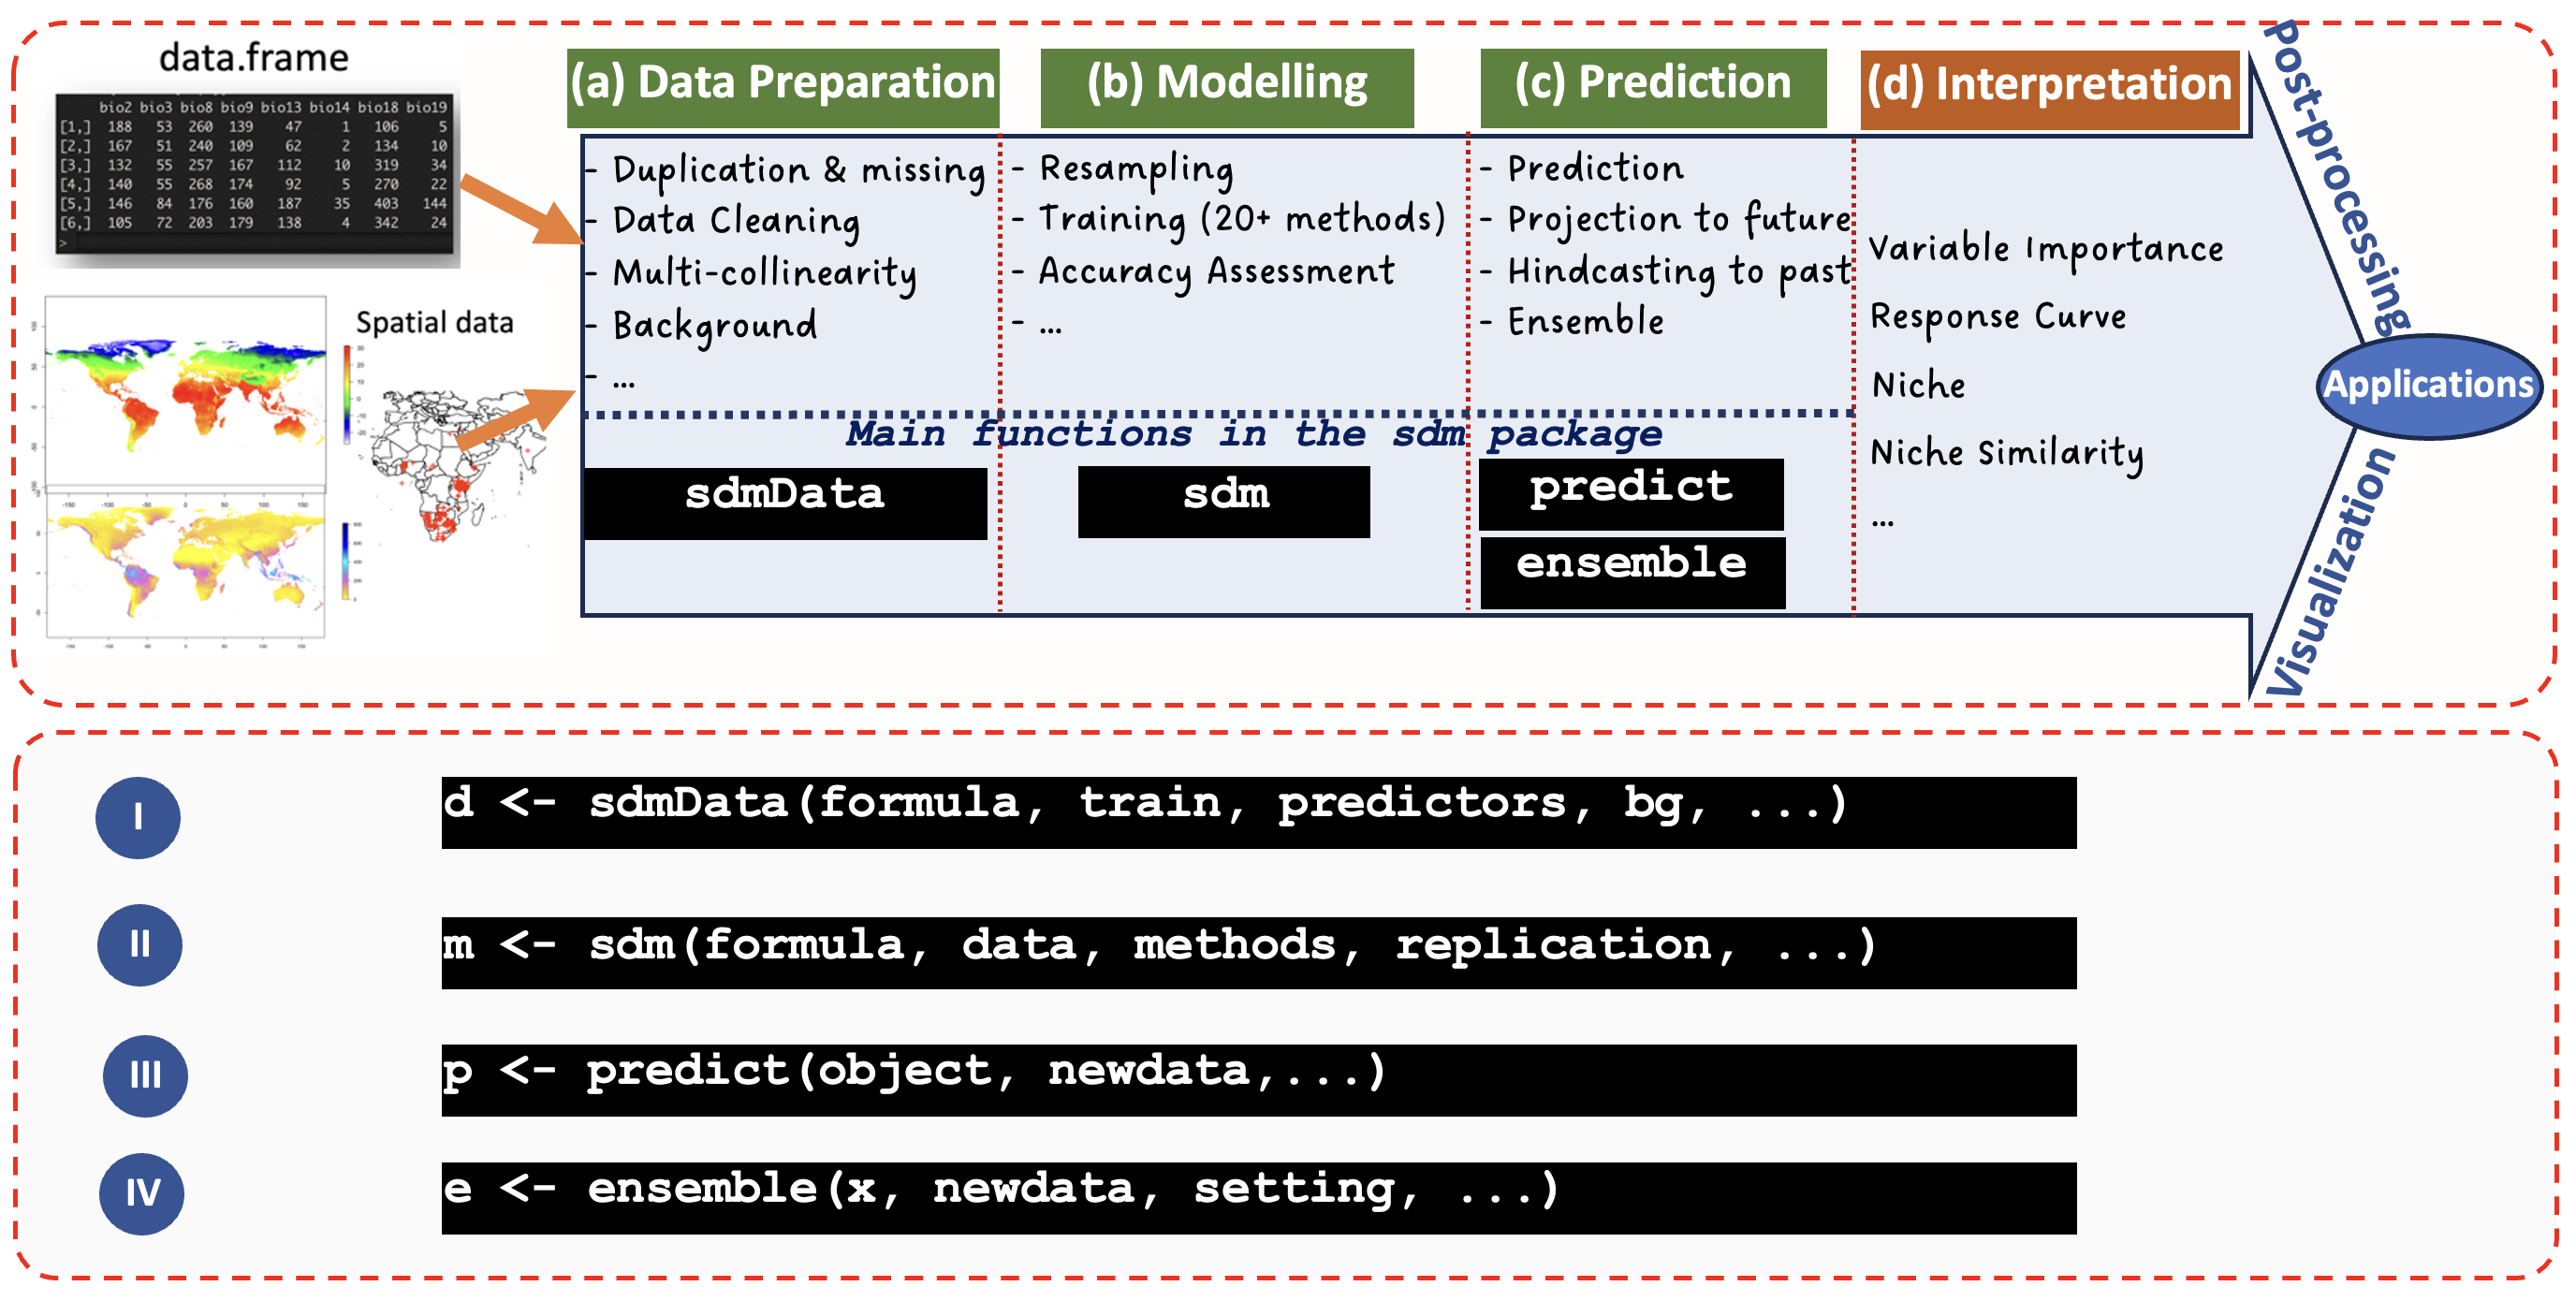 data.frame
bio2 bio3 bio8 bio9 bio13 bio14 bio18 bio19
[1,] 188 53 260 139 47 1 106 5
[2,] 167 51 240 109 62 2 134 10
[3,] 132 55 257 167 112 10 319 34
[4,] 140 55 268 174 92 5 270 22
[5,] 146 84 176 160 187 35 403 144
[6,] 105 72 203 179 138 4 342 24
>
Spatial data
(a) Data Preparation
- Duplication & missing
- Data Cleaning
- Multi-collinearity
- Background
- ...
(b) Modelling
- Resampling
- Training (20+ methods)
- Accuracy Assessment
- ...
(c) Prediction
- Prediction
- Projection to future
- Hindcasting to past
- Ensemble
(d) Interpretation
Variable Importance
Response Curve
Niche
Niche Similarity
...
Main functions in the sdm package
sdmData
sdm
predict
ensemble
Post-processing
Applications
Visualization
I
d <- sdmData(formula, train, predictors, bg, ...)
II
m <- sdm(formula, data, methods, replication, ...)
III
p <- predict(object, newdata,...)
IV
e <- ensemble(x, newdata, setting, ...)